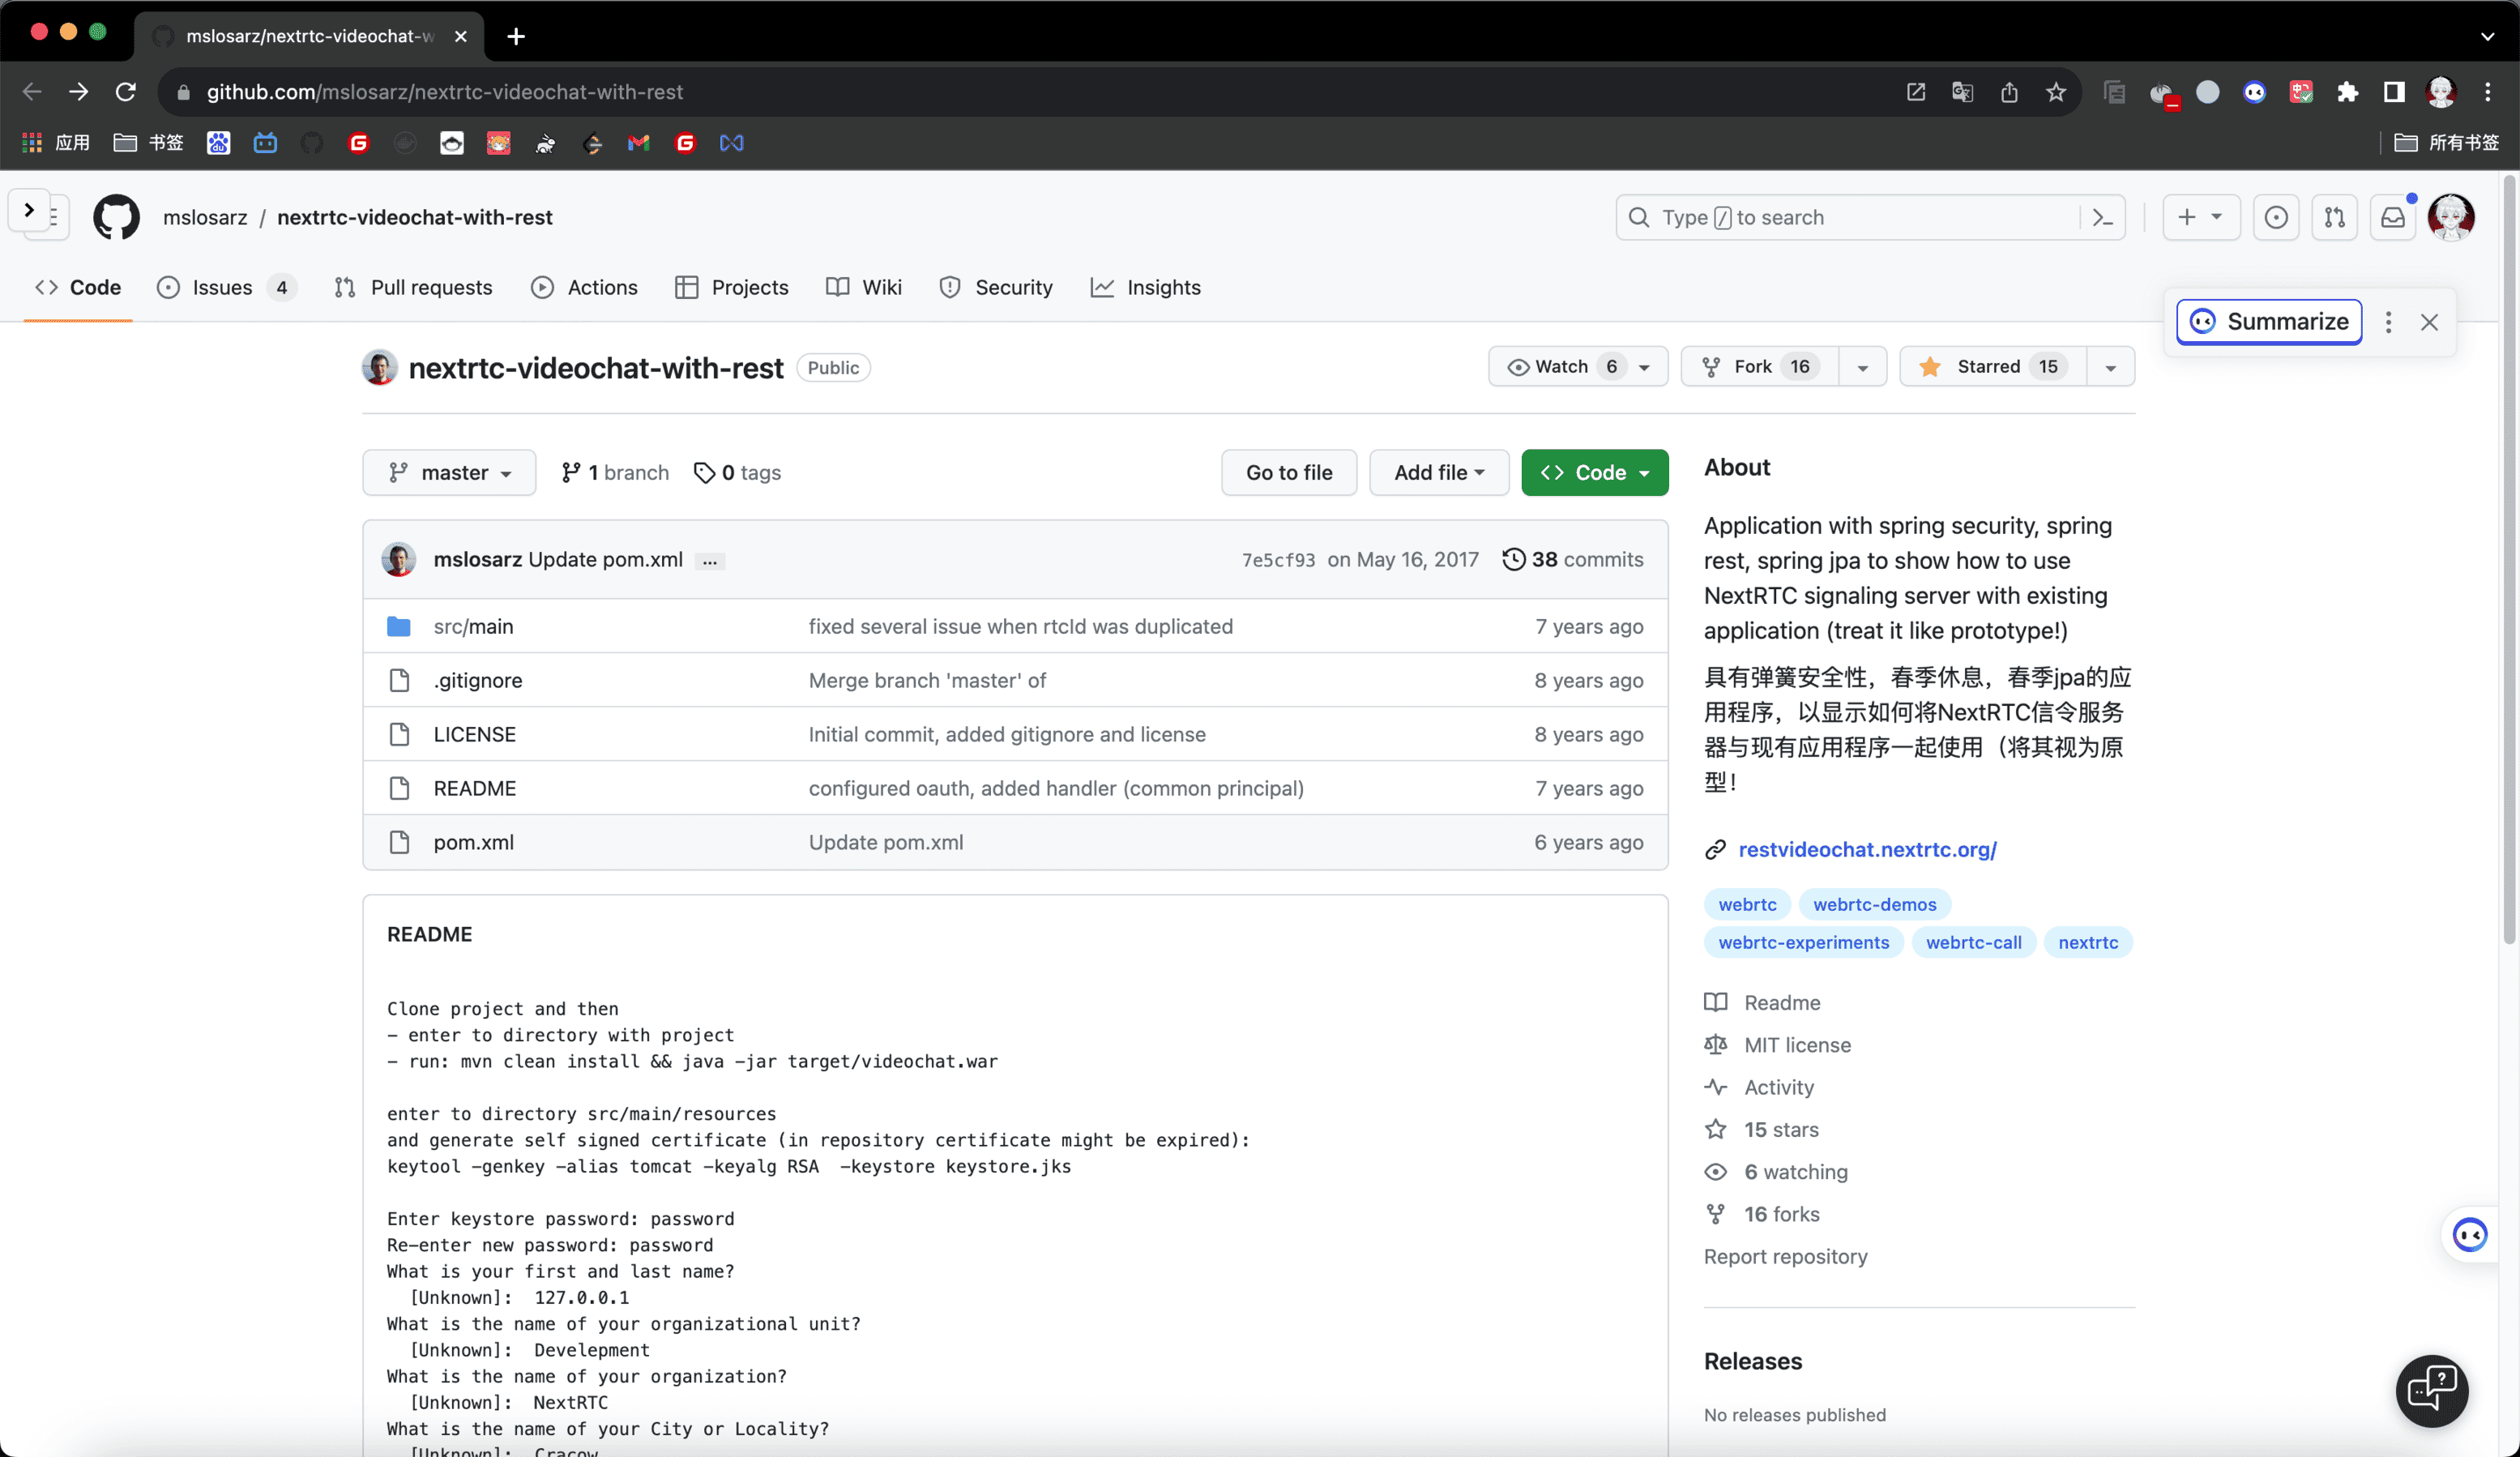 mslosarz/nextrtc-videochat-w
github.com/mslosarz/nextrtc-videochat-with-rest
应用
书签
所有书签
mslosarz / nextrtc-videochat-with-rest
Type / to search
Code
Issues 4
Pull requests
Actions
Projects
Wiki
Security
Insights
Summarize
nextrtc-videochat-with-rest Public
Watch 6
Fork 16
Starred 15
master
1 branch
0 tags
Go to file
Add file
Code
mslosarz Update pom.xml ...
7e5cf93 on May 16, 2017
38 commits
src/main fixed several issue when rtcId was duplicated 7 years ago
.gitignore Merge branch 'master' of 8 years ago
LICENSE Initial commit, added gitignore and license 8 years ago
README configured oauth, added handler (common principal) 7 years ago
pom.xml Update pom.xml 6 years ago
README
Clone project and then
- enter to directory with project
- run: mvn clean install && java -jar target/videochat.war
enter to directory src/main/resources
and generate self signed certificate (in repository certificate might be expired):
keytool -genkey -alias tomcat -keyalg RSA  -keystore keystore.jks
Enter keystore password: password
Re-enter new password: password
What is your first and last name?
[Unknown]:  127.0.0.1
What is the name of your organizational unit?
[Unknown]:  Develepment
What is the name of your organization?
[Unknown]:  NextRTC
What is the name of your City or Locality?
[Unknown]:  Cracow
About
Application with spring security, spring
rest, spring jpa to show how to use
NextRTC signaling server with existing
application (treat it like prototype!)
具有弹簧安全性，春季休息，春季jpa的应
用程序，以显示如何将NextRTC信令服务
器与现有应用程序一起使用（将其视为原
型！
restvideochat.nextrtc.org/
webrtc
webrtc-demos
webrtc-experiments
webrtc-call
nextrtc
Readme
MIT license
Activity
15 stars
6 watching
16 forks
Report repository
Releases
No releases published